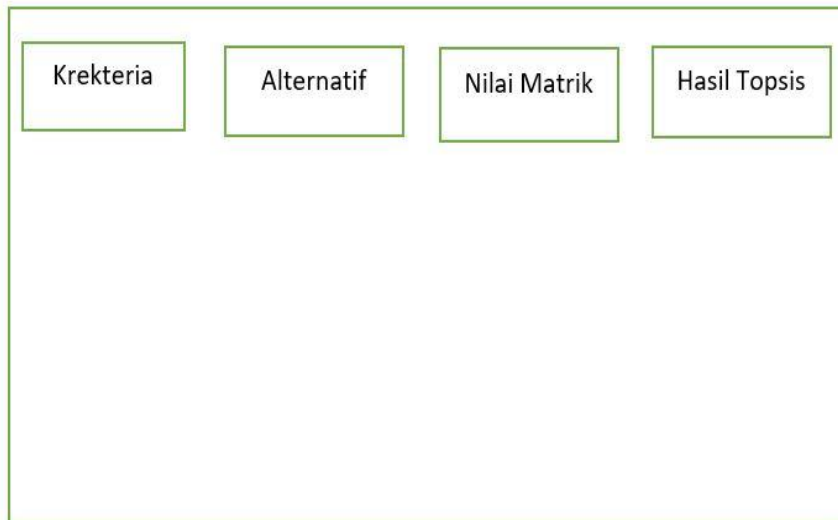 Krekteria
Alternatif
Nilai Matrik
Hasil Topsis